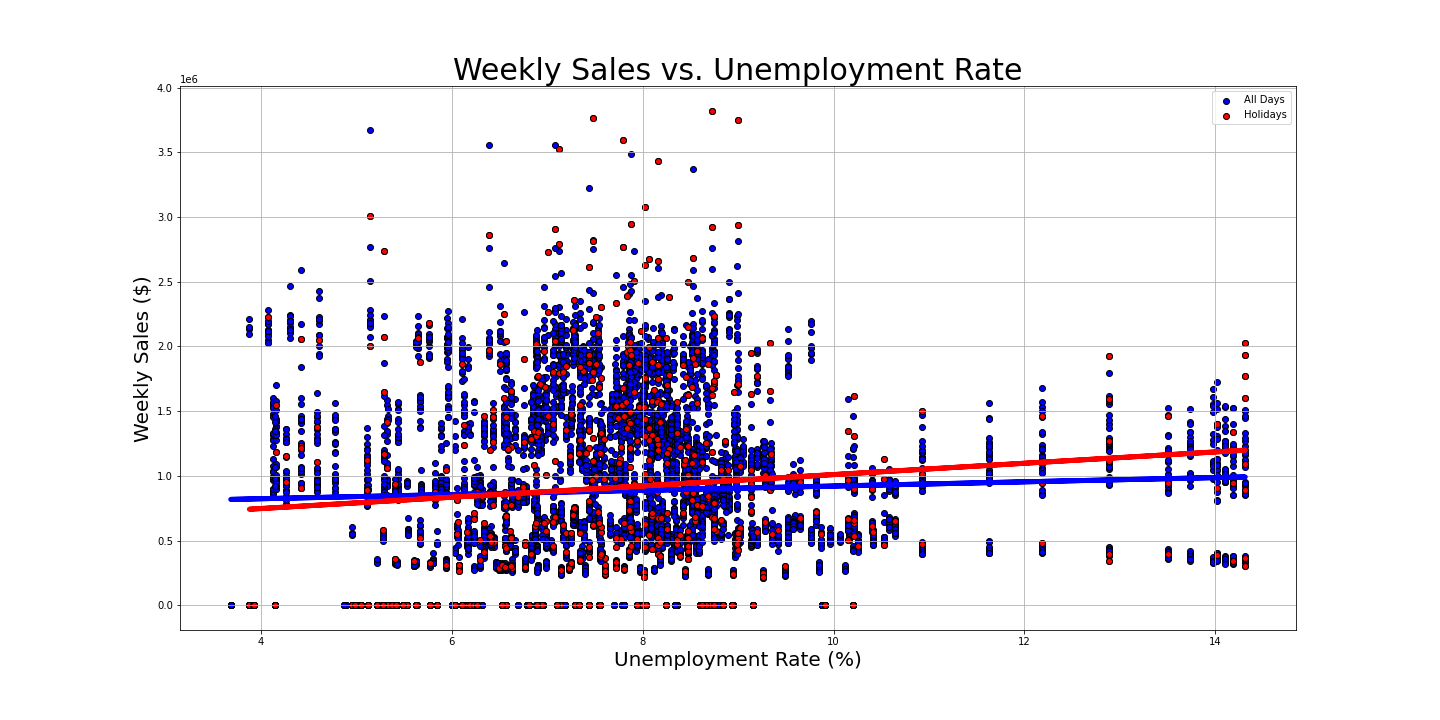 Weekly Sales vs. Unemployment Rate
1e6
4.0
3.5
3.0
2.5
2.0
1.5
1.0
0.5
0.0
Weekly Sales ($)
All Days
Holidays
4 6 8 10 12 14
Unemployment Rate (%)